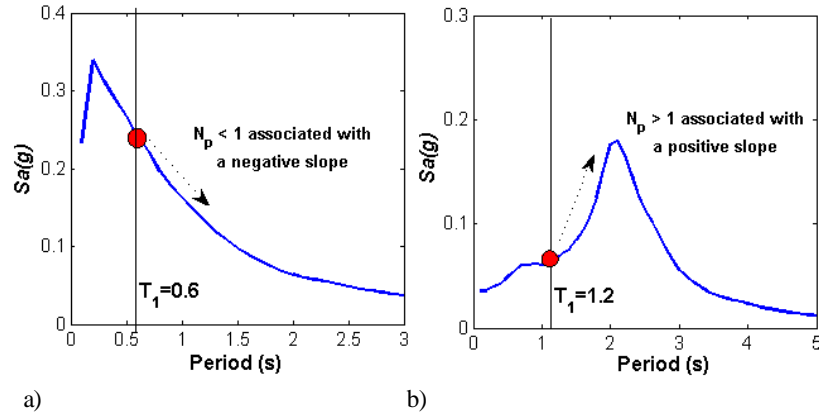 0.4
0.3
0.2
0.1
0
Sa(g)
N_p < 1 associated with
a negative slope
T_1=0.6
0 0.5 1 1.5 2 2.5 3
Period (s)
a)
0.3
0.2
0.1
0
Sa(g)
N_p > 1 associated with
a positive slope
T_1=1.2
0 1 2 3 4 5
Period (s)
b)